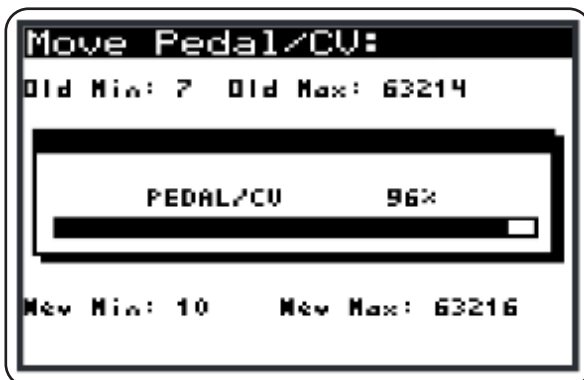 Move Pedal/CV:
Old Min: 7 Old Max: 63214
PEDAL/CV 96%
New Min: 10 New Max: 63216